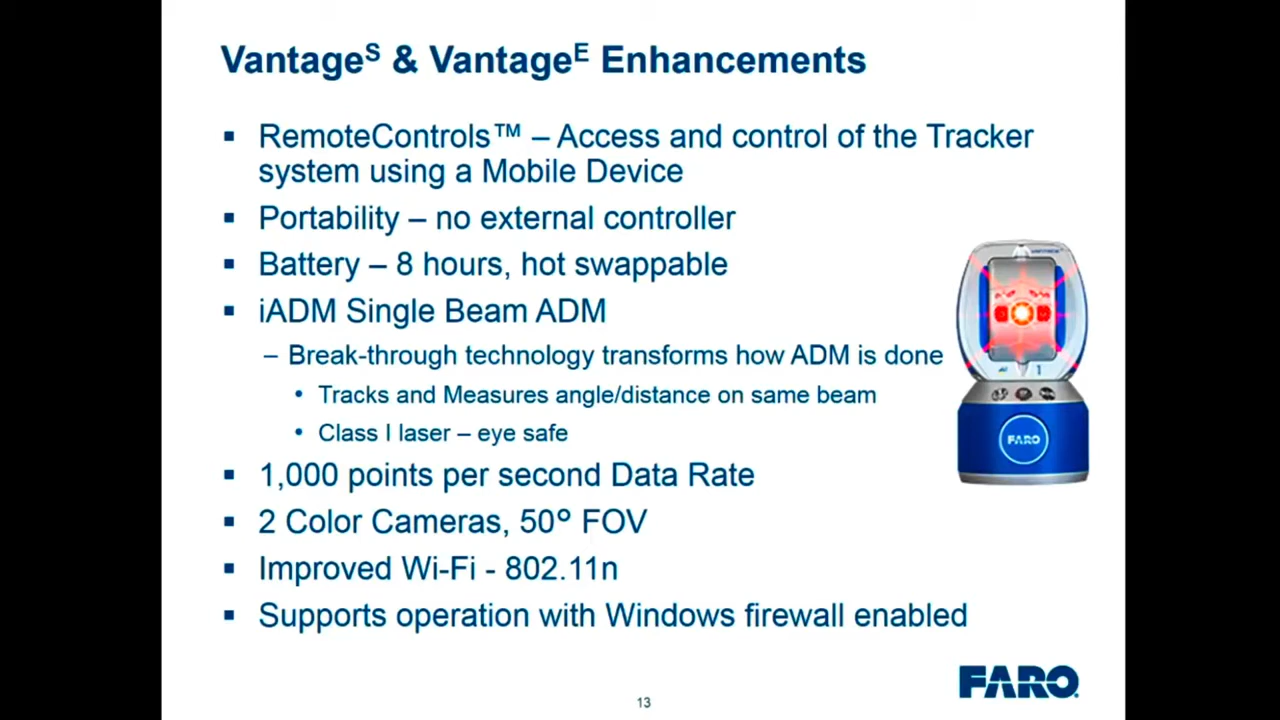 Vantage^S & Vantage^E Enhancements
▪ RemoteControls™ – Access and control of the Tracker
system using a Mobile Device
▪ Portability – no external controller
▪ Battery – 8 hours, hot swappable
▪ iADM Single Beam ADM
– Break-through technology transforms how ADM is done
• Tracks and Measures angle/distance on same beam
• Class I laser – eye safe
FARO
▪ 1,000 points per second Data Rate
▪ 2 Color Cameras, 50° FOV
▪ Improved Wi-Fi - 802.11n
▪ Supports operation with Windows firewall enabled
FARO®
13